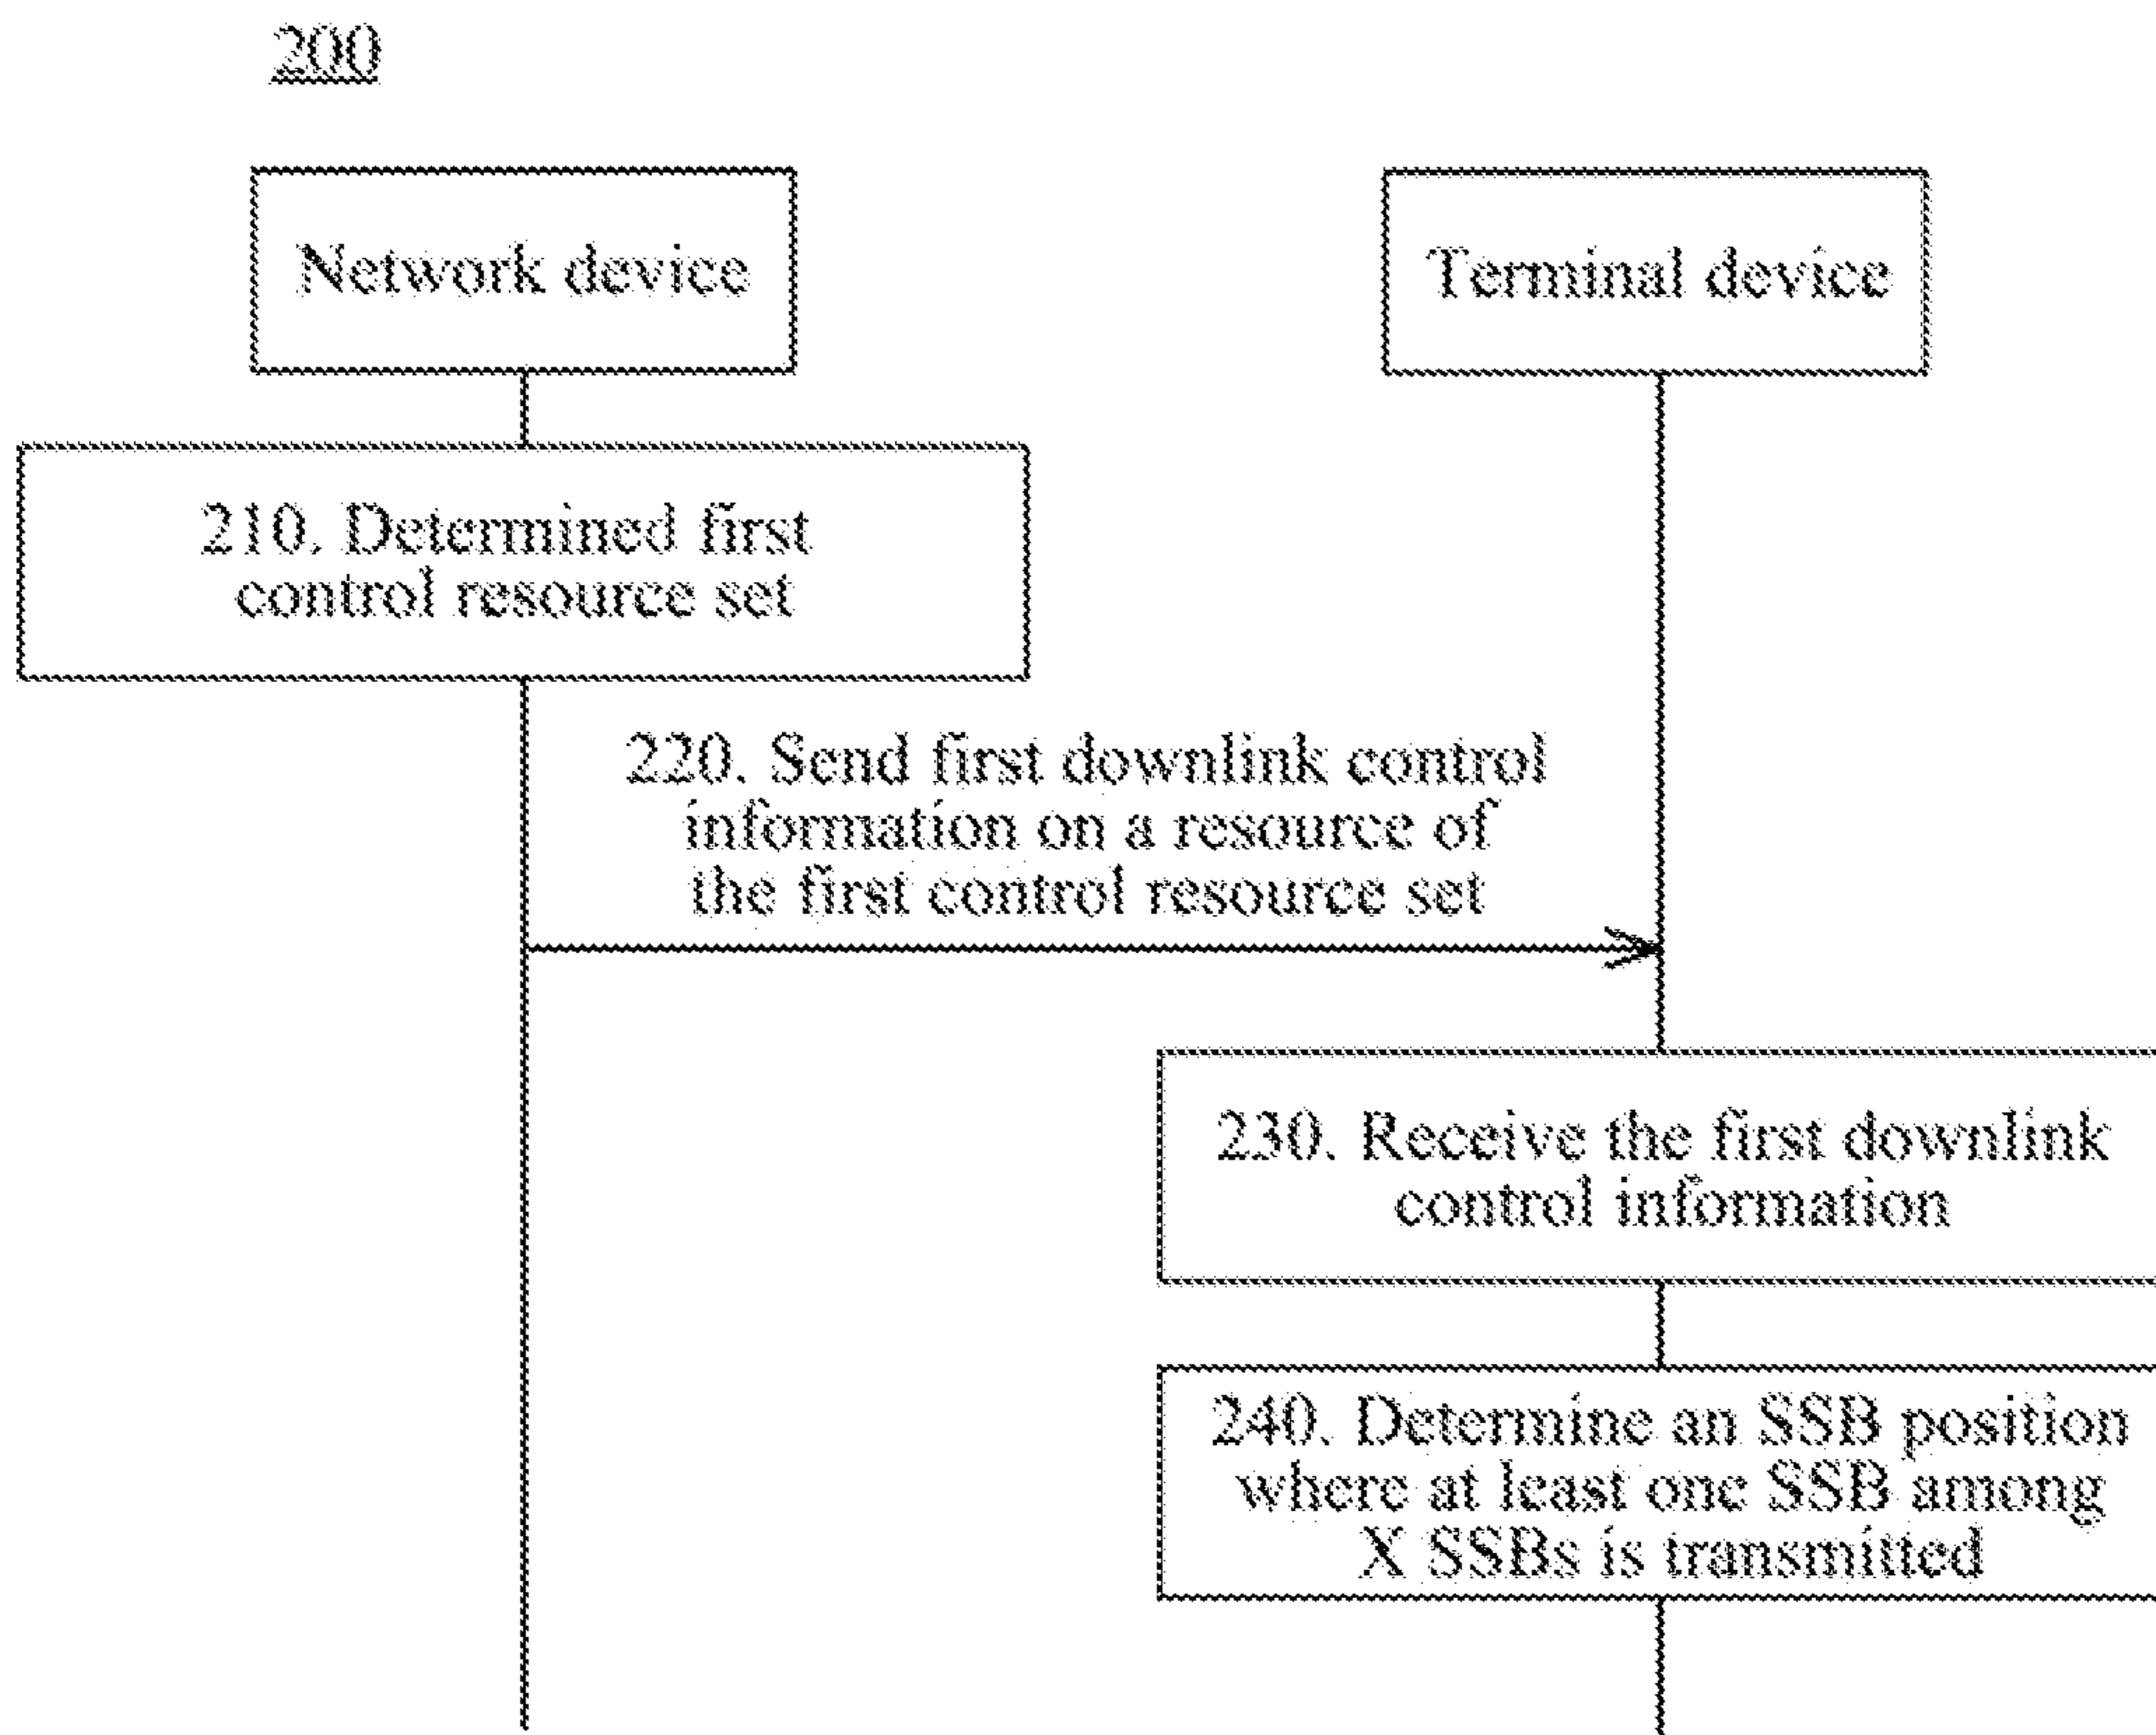 200
Network device
Terminal device
210. Determined first
control resource set
220. Send first downlink control
information on a resource of
the first control resource set
230. Receive the first downlink
control information
240. Determine an SSB position
where at least one SSB among
X SSBs is transmitted